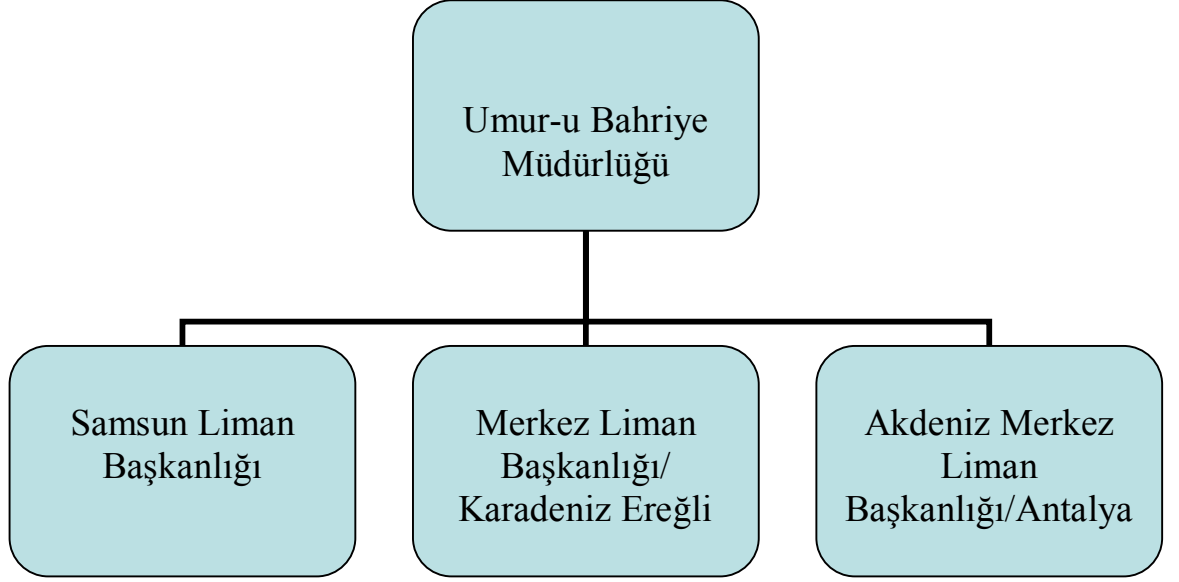 Umur-u Bahriye
Müdürlüğü
Samsun Liman
Başkanlığı
Merkez Liman
Başkanlığı/
Karadeniz Ereğli
Akdeniz Merkez
Liman
Başkanlığı/Antalya